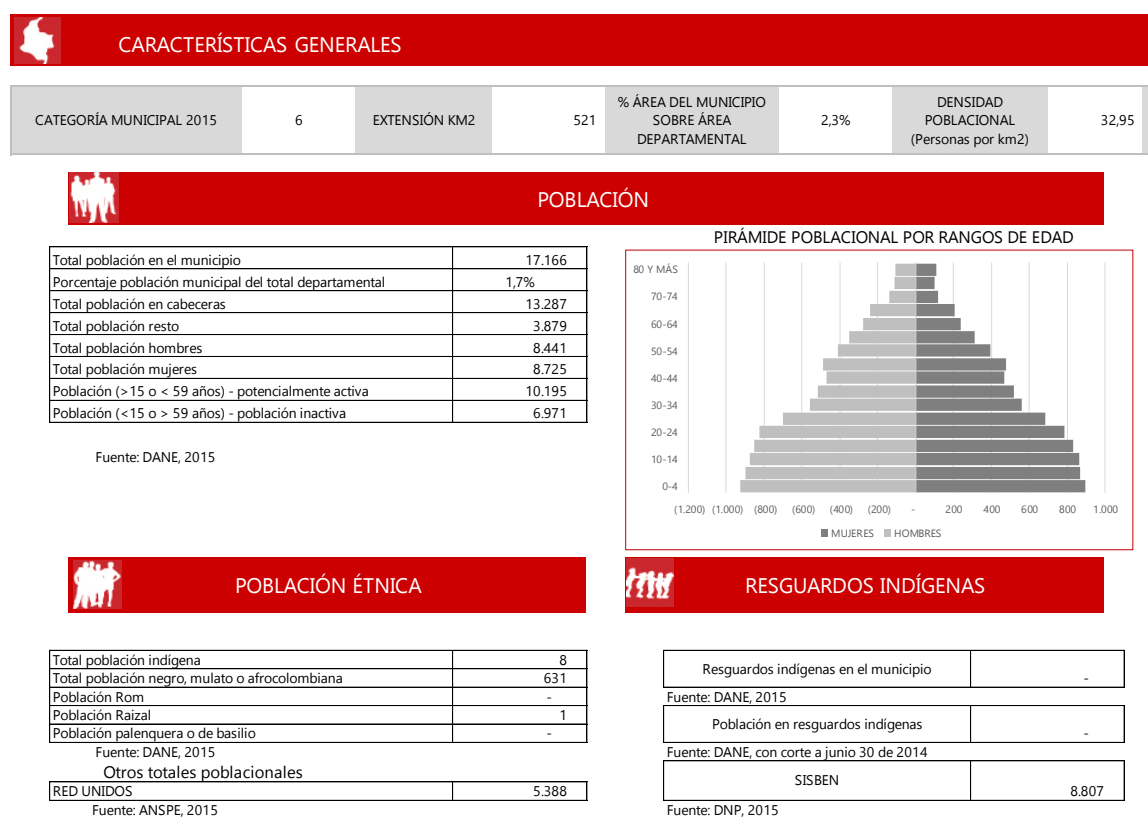 CARACTERÍSTICAS GENERALES
CATEGORÍA MUNICIPAL 2015 6 EXTENSIÓN KM2 521 % ÁREA DEL MUNICIPIO SOBRE ÁREA DEPARTAMENTAL 2,3% DENSIDAD POBLACIONAL (Personas por km2) 32,95
POBLACIÓN
Total población en el municipio 17.166
Porcentaje población municipal del total departamental 1,7%
Total población en cabeceras 13.287
Total población resto 3.879
Total población hombres 8.441
Total población mujeres 8.725
Población (>15 o < 59 años) - potencialmente activa 10.195
Población (<15 o > 59 años) - población inactiva 6.971
Fuente: DANE, 2015
PIRÁMIDE POBLACIONAL POR RANGOS DE EDAD
80 Y MÁS
70-74
60-64
50-54
40-44
30-34
20-24
10-14
0-4
(1.200) (1.000) (800) (600) (400) (200) - 200 400 600 800 1.000
MUJERES HOMBRES
POBLACIÓN ÉTNICA
Total población indígena 8
Total población negro, mulato o afrocolombiana 631
Población Rom -
Población Raizal 1
Población palenquera o de basilio -
Fuente: DANE, 2015
Otros totales poblacionales
RED UNIDOS 5.388
Fuente: ANSPE, 2015
RESGUARDOS INDÍGENAS
Resguardos indígenas en el municipio -
Fuente: DANE, 2015
Población en resguardos indígenas -
Fuente: DANE, con corte a junio 30 de 2014
SISBEN 8.807
Fuente: DNP, 2015